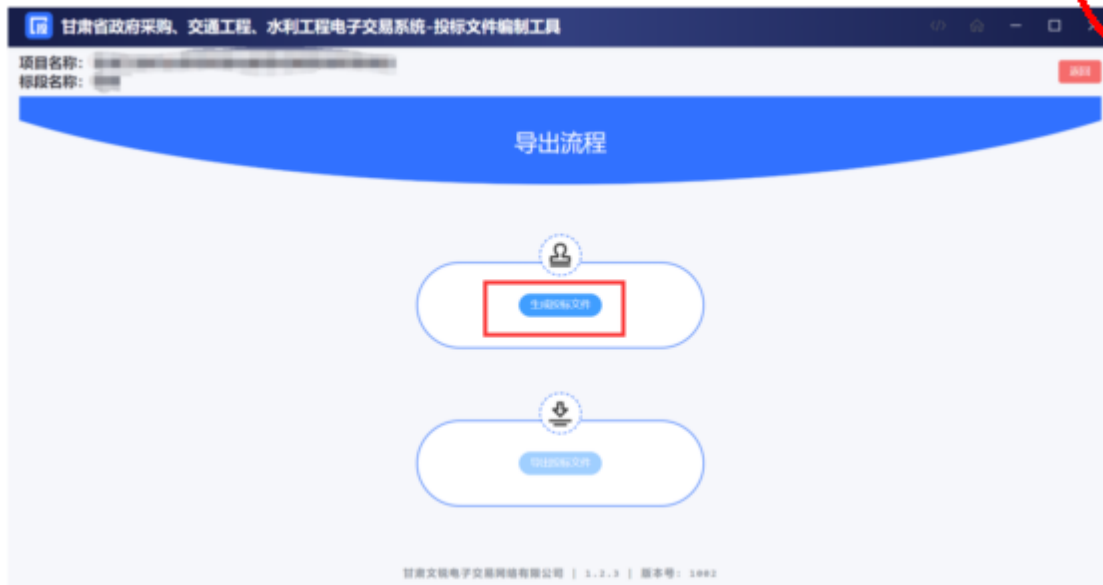 投 甘肃省政府采购、交通工程、水利工程电子交易系统-投标文件编制工具
项目名称：
标段名称：
返回
导出流程
生成投标文件
导出投标文件
甘肃文锐电子交易网络有限公司 | 1.2.3 | 版本号: 1002